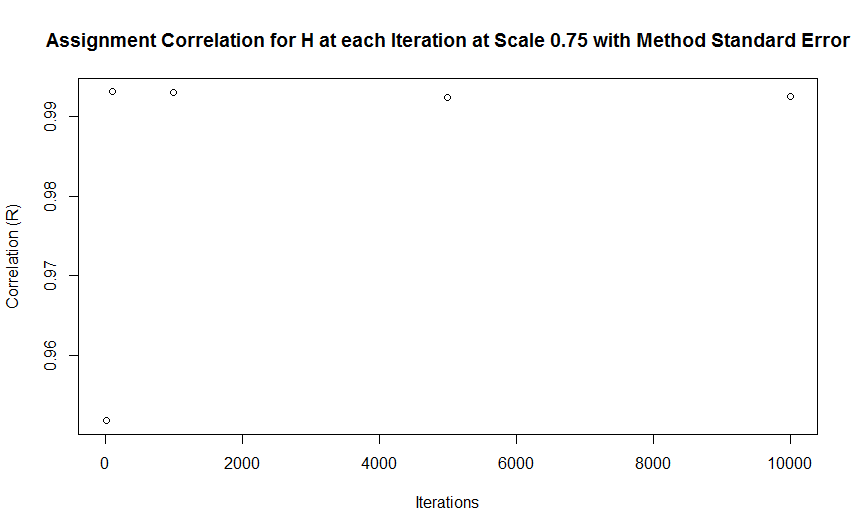 Assignment Correlation for H at each Iteration at Scale 0.75 with Method Standard Error
0.99
0.98
0.97
0.96
Correlation (R)
0 2000 4000 6000 8000 10000
Iterations